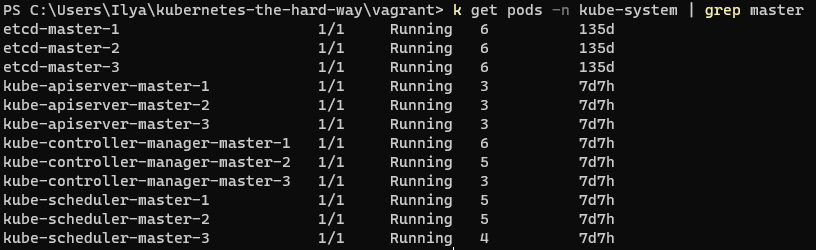 PS C:\Users\Ilya\kubernetes-the-hard-way\vagrant> k get pods -n kube-system | grep master
etcd-master-1 1/1 Running 6 135d
etcd-master-2 1/1 Running 6 135d
etcd-master-3 1/1 Running 6 135d
kube-apiserver-master-1 1/1 Running 3 7d7h
kube-apiserver-master-2 1/1 Running 3 7d7h
kube-apiserver-master-3 1/1 Running 3 7d7h
kube-controller-manager-master-1 1/1 Running 6 7d7h
kube-controller-manager-master-2 1/1 Running 5 7d7h
kube-controller-manager-master-3 1/1 Running 3 7d7h
kube-scheduler-master-1 1/1 Running 5 7d7h
kube-scheduler-master-2 1/1 Running 5 7d7h
kube-scheduler-master-3 1/1 Running 4 7d7h